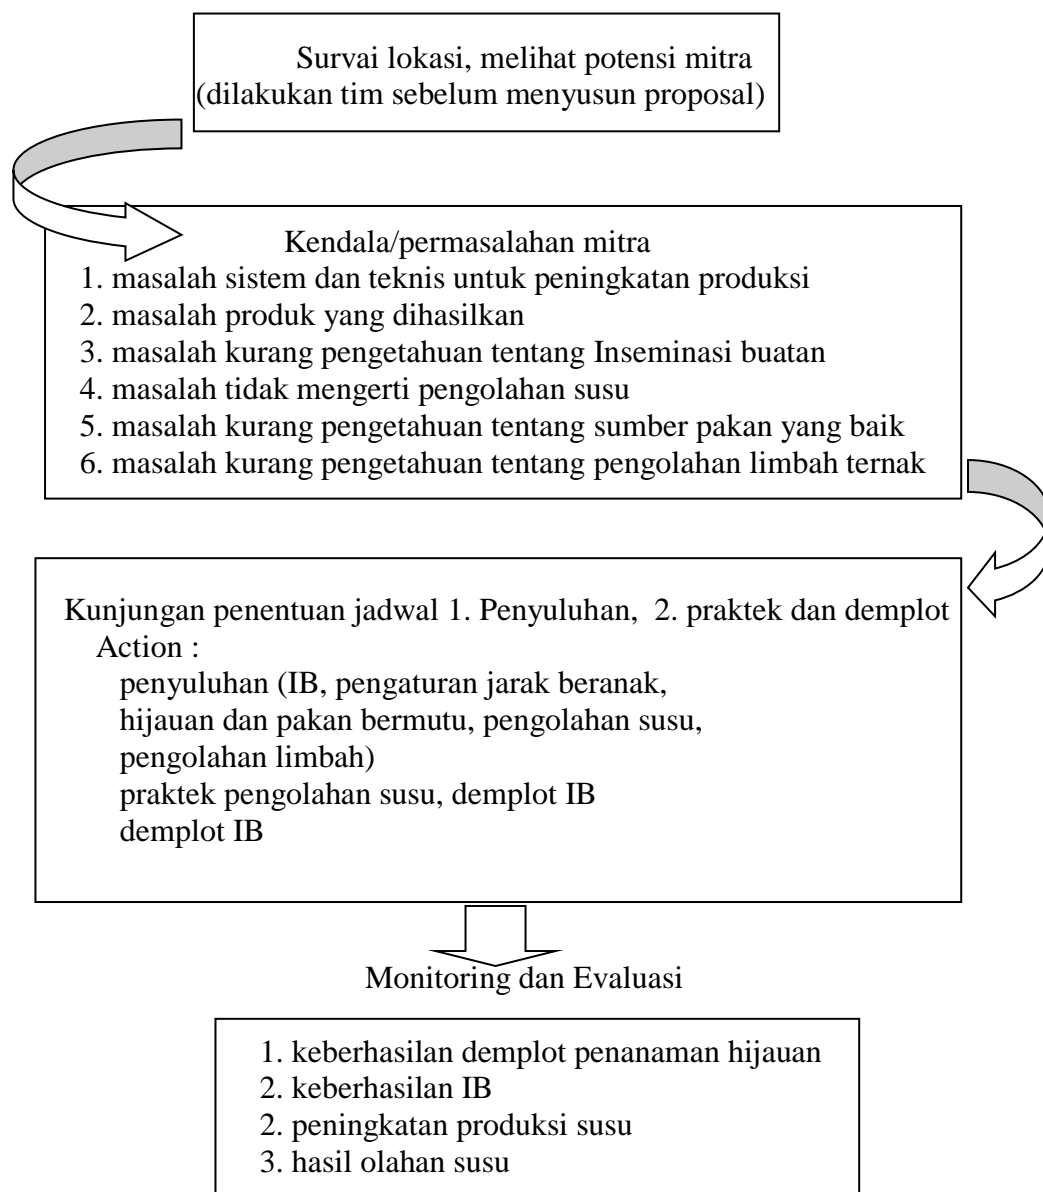 Survai lokasi, melihat potensi mitra
(dilakukan tim sebelum menyusun proposal)
Kendala/permasalahan mitra
1. masalah sistem dan teknis untuk peningkatan produksi
2. masalah produk yang dihasilkan
3. masalah kurang pengetahuan tentang Inseminasi buatan
4. masalah tidak mengerti pengolahan susu
5. masalah kurang pengetahuan tentang sumber pakan yang baik
6. masalah kurang pengetahuan tentang pengolahan limbah ternak
Kunjungan penentuan jadwal 1. Penyuluhan, 2. praktek dan demplot
Action :
penyuluhan (IB, pengaturan jarak beranak,
hijauan dan pakan bermutu, pengolahan susu,
pengolahan limbah)
praktek pengolahan susu, demplot IB
demplot IB
Monitoring dan Evaluasi
1. keberhasilan demplot penanaman hijauan
2. keberhasilan IB
2. peningkatan produksi susu
3. hasil olahan susu